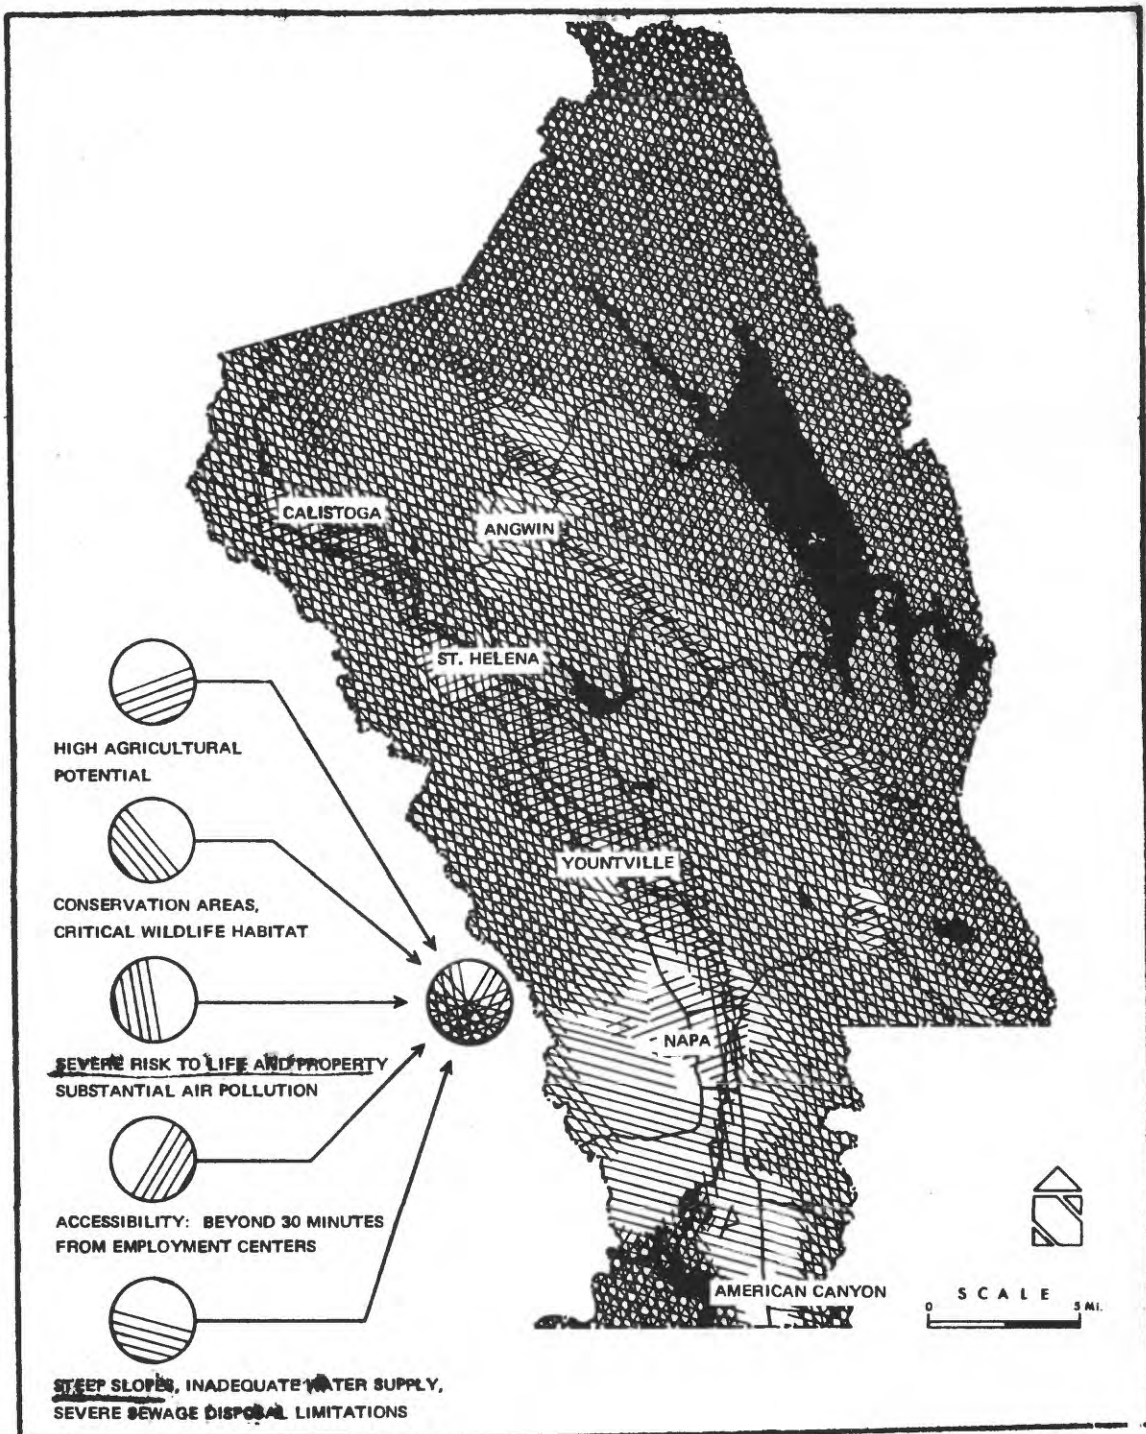 CALISTOGA
ANGWIN
ST. HELENA
HIGH AGRICULTURAL
POTENTIAL
YOUNTVILLE
CONSERVATION AREAS,
CRITICAL WILDLIFE HABITAT
NAPA
SEVERE RISK TO LIFE AND PROPERTY
SUBSTANTIAL AIR POLLUTION
ACCESSIBILITY: BEYOND 30 MINUTES
FROM EMPLOYMENT CENTERS
AMERICAN CANYON
SCALE
0 5 MI.
STEEP SLOPES, INADEQUATE WATER SUPPLY,
SEVERE SEWAGE DISPOSAL LIMITATIONS